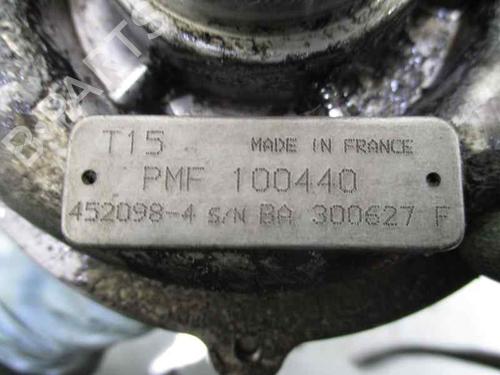 T15 MADE IN FRANCE
PMF 100440
452098-4 S/N BA 300627 F